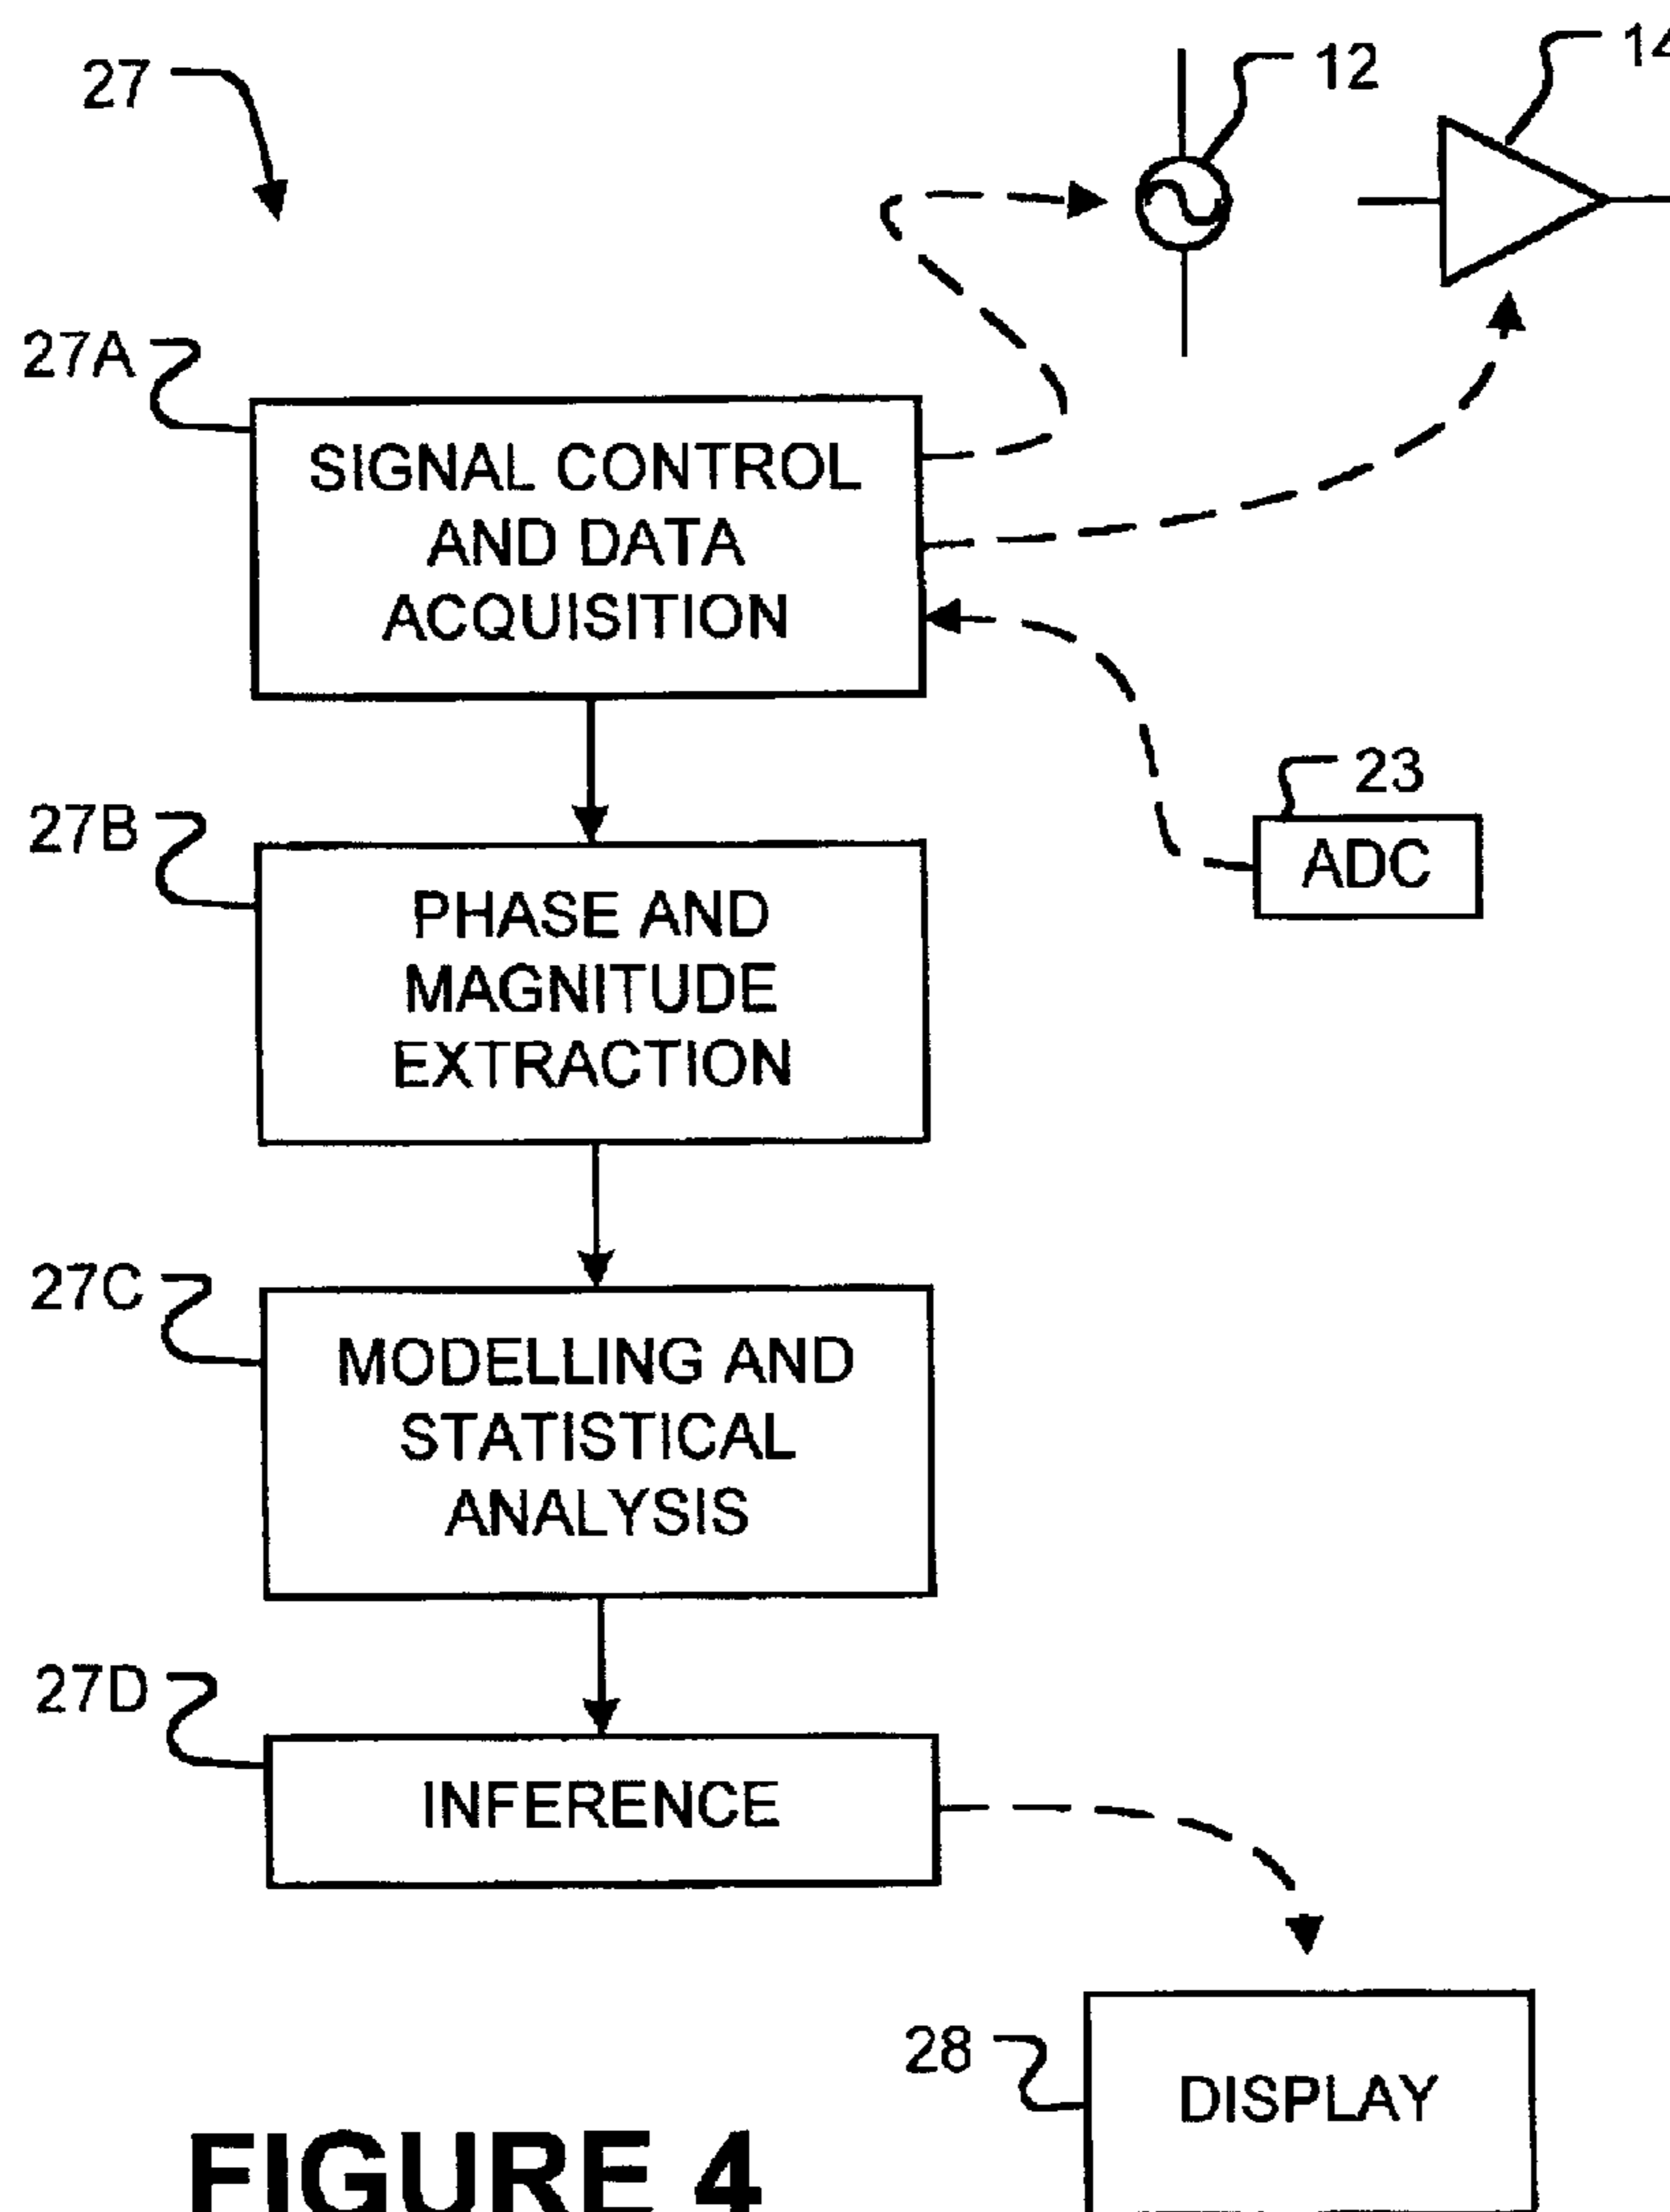 27
12
14
27A
SIGNAL CONTROL
AND DATA
ACQUISITION
23
ADC
27B
PHASE AND
MAGNITUDE
EXTRACTION
27C
MODELLING AND
STATISTICAL
ANALYSIS
27D
INFERENCE
28
DISPLAY
FIGURE 4